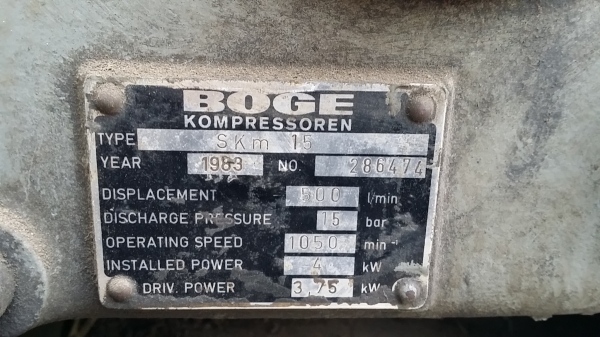 BOGE
KOMPRESSOREN
TYPE SKm 15
YEAR 1983 NO. 286474
DISPLACEMENT 500 l/min
DISCHARGE PRESSURE 15 bar
OPERATING SPEED 1050 min⁻¹
INSTALLED POWER 4 kW
DRIV. POWER 3,75 kW